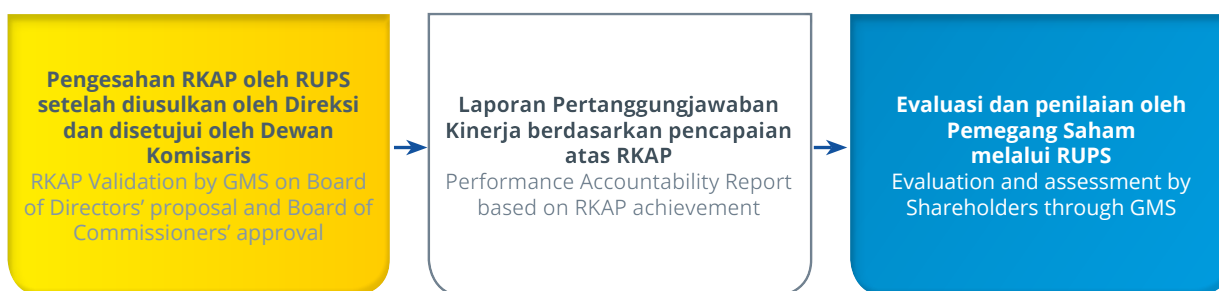 Pengesahan RKAP oleh RUPS
setelah diusulkan oleh Direksi
dan disetujui oleh Dewan
Komisaris
RKAP Validation by GMS on Board
of Directors’ proposal and Board of
Commissioners’ approval
Laporan Pertanggungjawaban
Kinerja berdasarkan pencapaian
atas RKAP
Performance Accountability Report
based on RKAP achievement
Evaluasi dan penilaian oleh
Pemegang Saham
melalui RUPS
Evaluation and assessment by
Shareholders through GMS